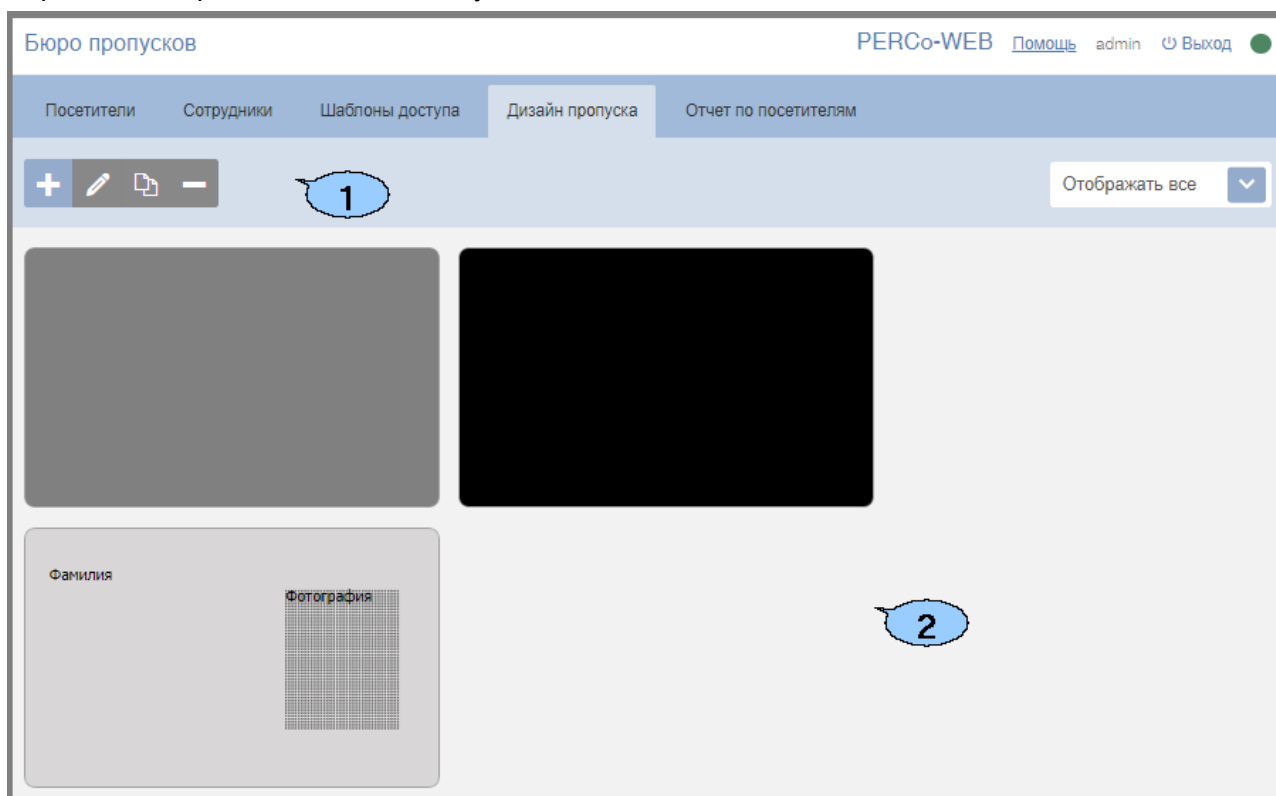 Бюро пропусков PERCo-WEB Помощь admin Выход
Посетители Сотрудники Шаблоны доступа Дизайн пропуска Отчет по посетителям
1 Отображать все
Фамилия
Фотография
2